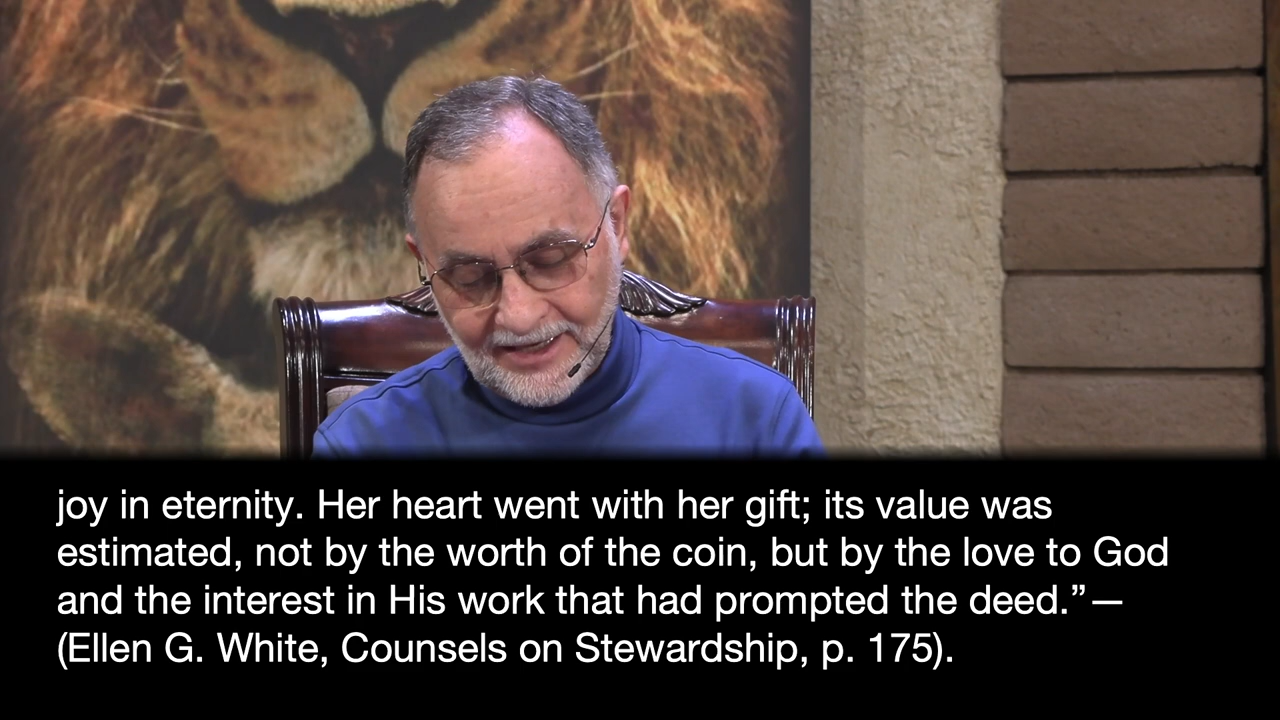 joy in eternity. Her heart went with her gift; its value was
estimated, not by the worth of the coin, but by the love to God
and the interest in His work that had prompted the deed.”—
(Ellen G. White, Counsels on Stewardship, p. 175).